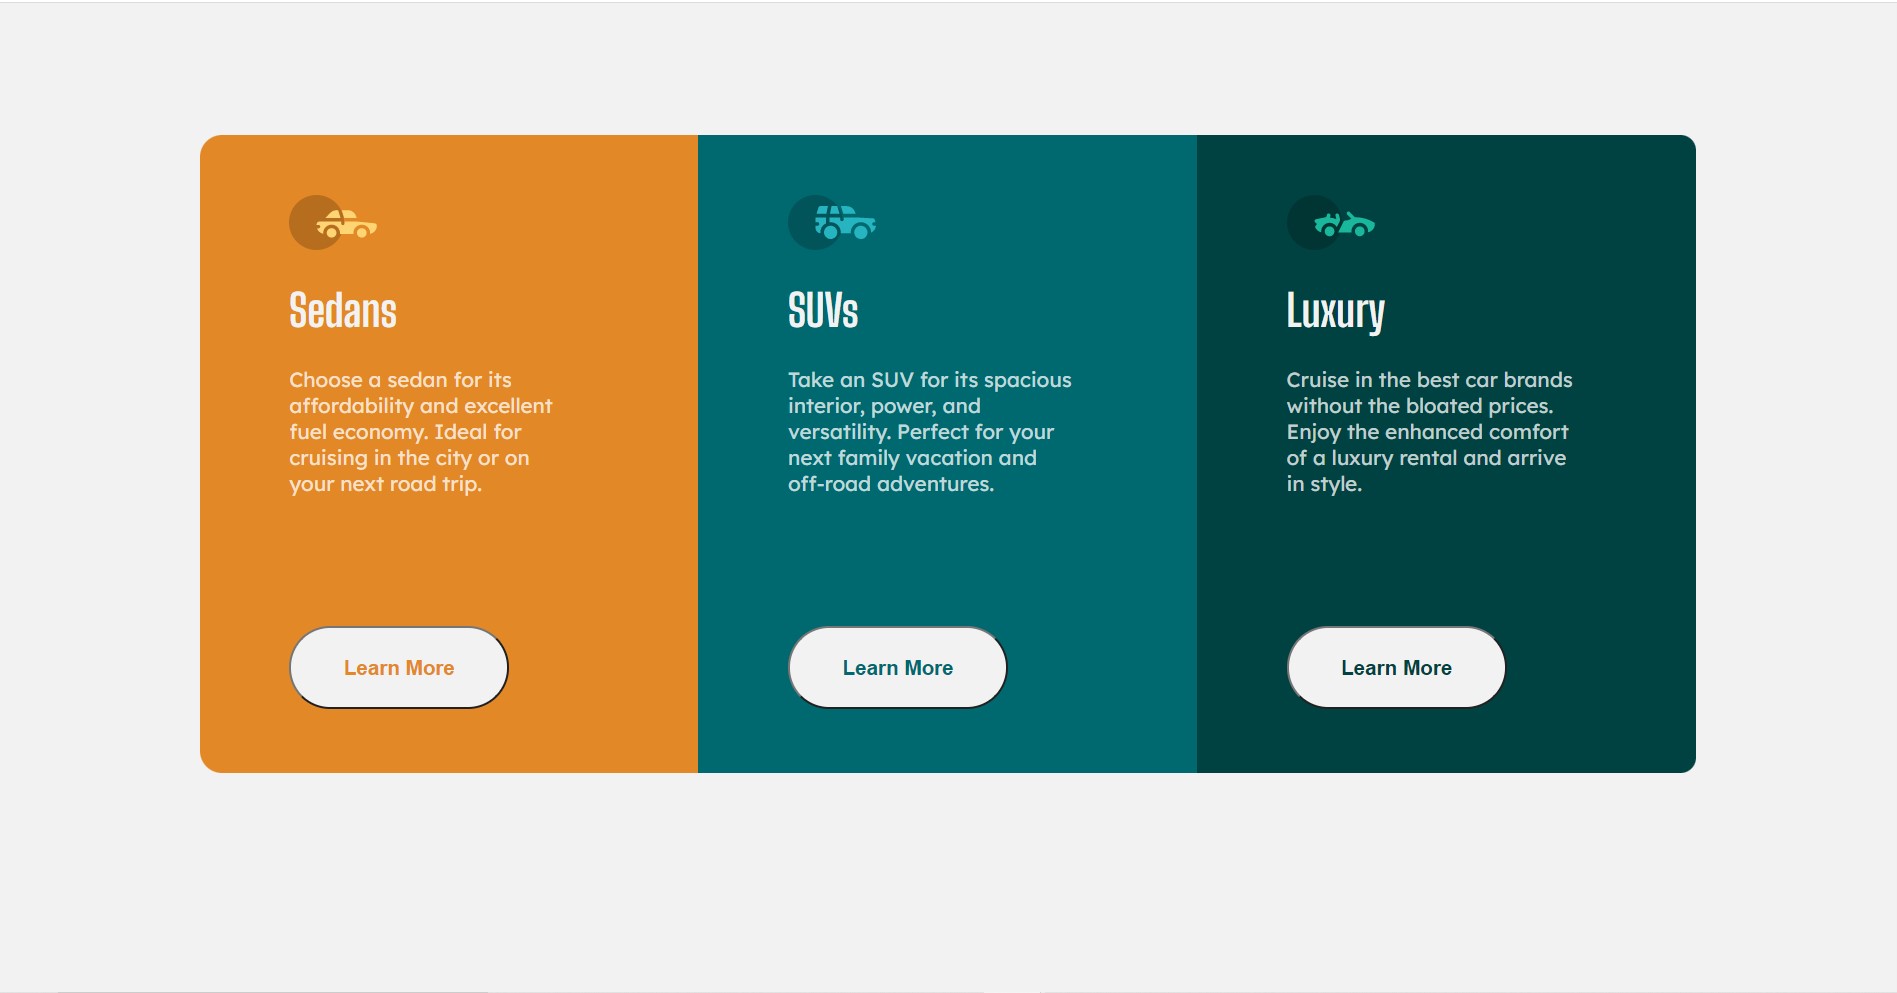 Sedans
Choose a sedan for its
affordability and excellent
fuel economy. Ideal for
cruising in the city or on
your next road trip.
Learn More
SUVs
Take an SUV for its spacious
interior, power, and
versatility. Perfect for your
next family vacation and
off-road adventures.
Learn More
Luxury
Cruise in the best car brands
without the bloated prices.
Enjoy the enhanced comfort
of a luxury rental and arrive
in style.
Learn More